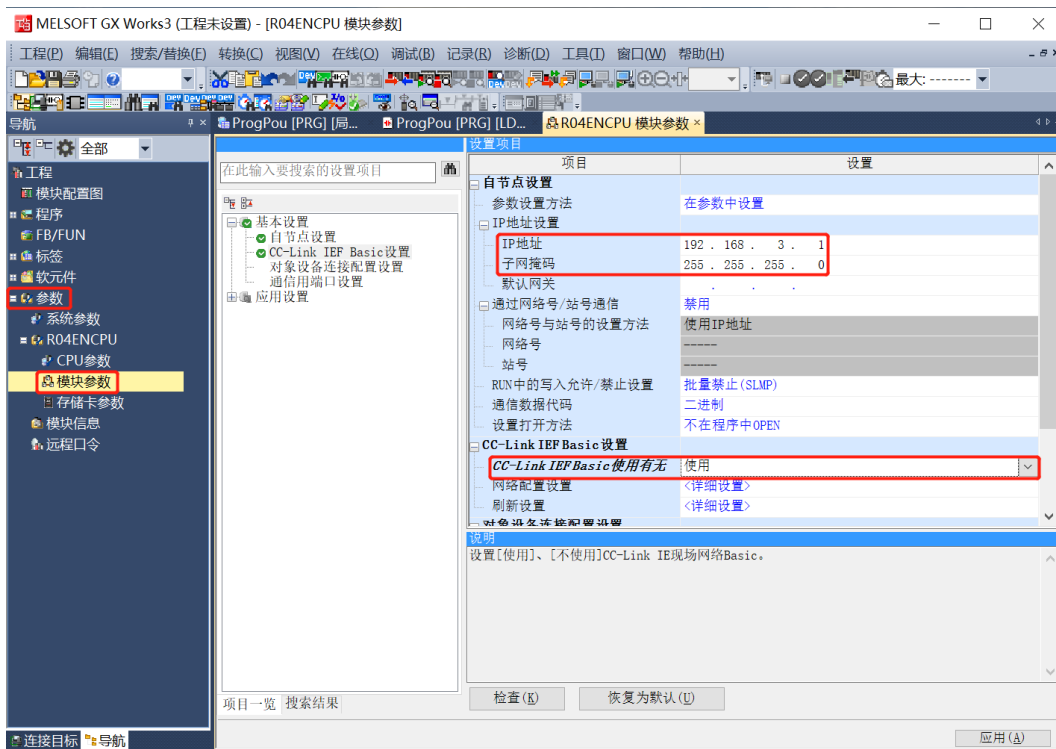 MELSOFT GX Works3 (工程未设置) - [R04ENCPU 模块参数]
工程(P) 编辑(E) 搜索/替换(F) 转换(C) 视图(V) 在线(O) 调试(B) 记录(R) 诊断(D) 工具(T) 窗口(W) 帮助(H)
最大: -------
导航
ProgPou [PRG] [局...
ProgPou [PRG] [LD...
R04ENCPU 模块参数
全部
工程
模块配置图
程序
FB/FUN
标签
软元件
参数
系统参数
R04ENCPU
CPU参数
模块参数
存储卡参数
模块信息
远程口令
连接目标
导航
在此输入要搜索的设置项目
基本设置
自节点设置
CC-Link IEF Basic设置
对象设备连接配置设置
通信用端口设置
应用设置
项目一览
搜索结果
设置项目
项目 设置
自节点设置
参数设置方法 在参数中设置
IP地址设置
IP地址 192 . 168 . 3 . 1
子网掩码 255 . 255 . 255 . 0
默认网关 . . .
通过网络号/站号通信 禁用
网络号与站号的设置方法 使用IP地址
网络号 -----
站号 -----
RUN中的写入允许/禁止设置 批量禁止(SLMP)
通信数据代码 二进制
设置打开方法 不在程序中OPEN
CC-Link IEF Basic设置
CC-Link IEF Basic使用有无 使用
网络配置设置 <详细设置>
刷新设置 <详细设置>
对象设备连接配置设置
说明
设置[使用]、[不使用]CC-Link IE现场网络Basic。
检查(K)
恢复为默认(U)
应用(A)